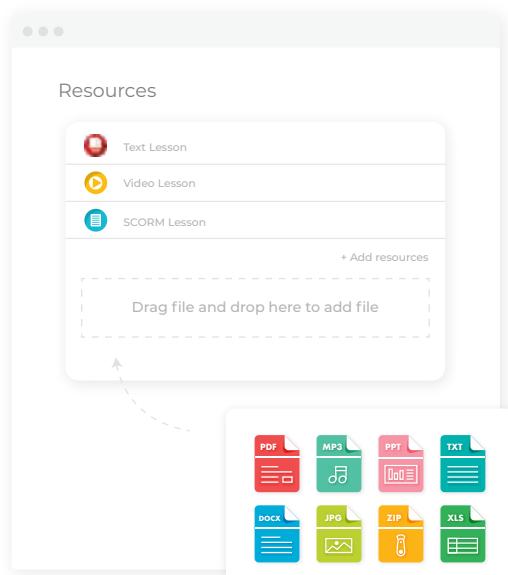 Resources
Text Lesson
Video Lesson
SCORM Lesson
+ Add resources
Drag file and drop here to add file
PDF MP3 PPT TXT
DOCX JPG ZIP XLS